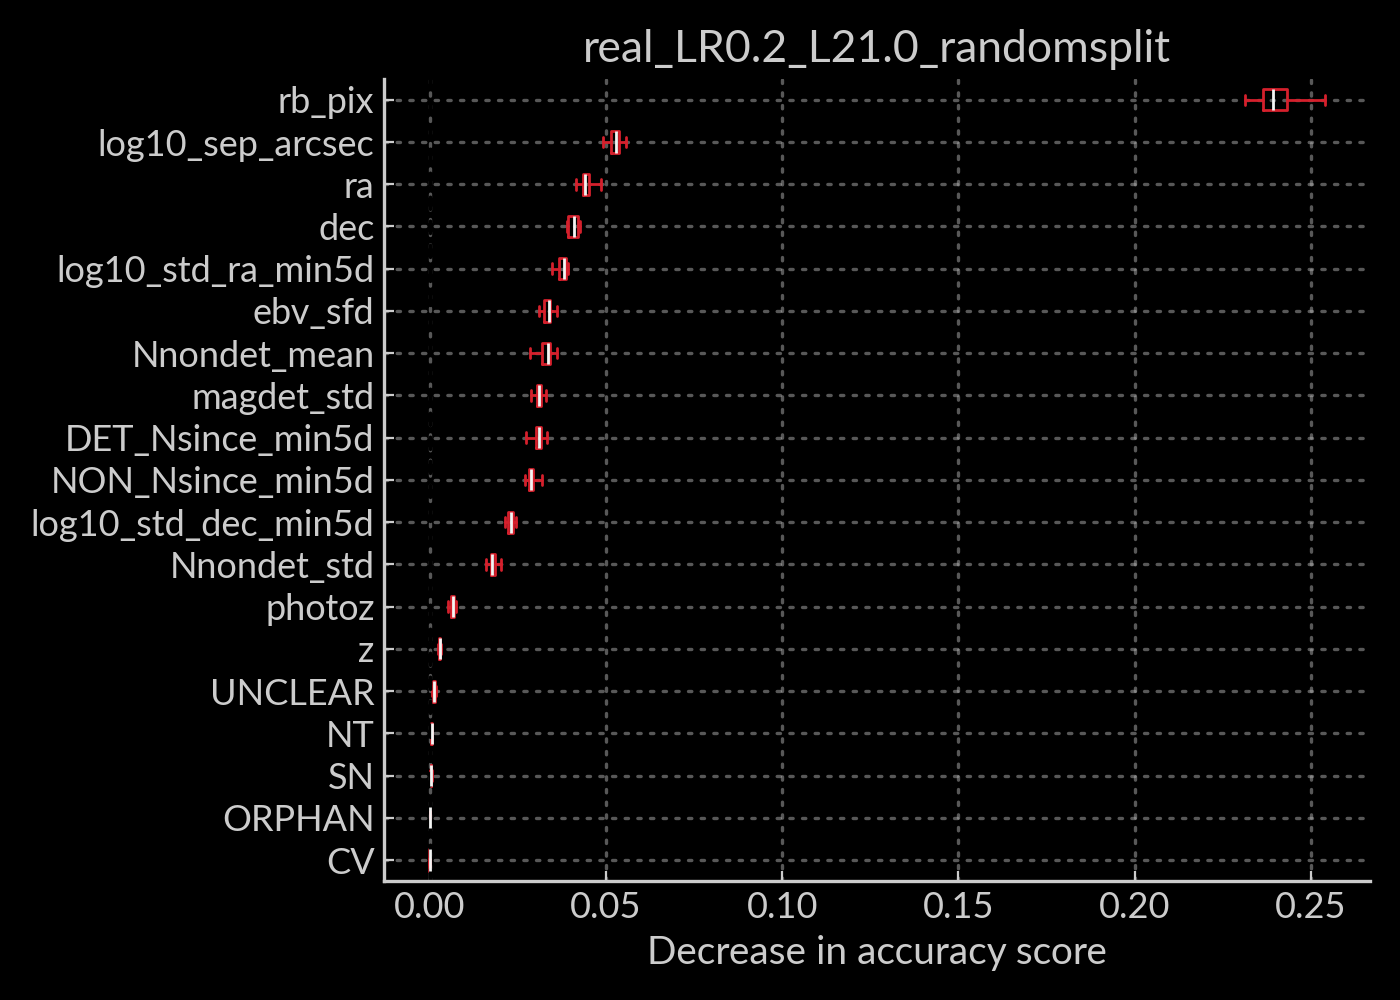 real_LR0.2_L21.0_randomsplit
rb_pix
log10_sep_arcsec
ra
dec
log10_std_ra_min5d
ebv_sfd
Nnondet_mean
magdet_std
DET_Nsince_min5d
NON_Nsince_min5d
log10_std_dec_min5d
Nnondet_std
photoz
z
UNCLEAR
NT
SN
ORPHAN
CV
0.00 0.05 0.10 0.15 0.20 0.25
Decrease in accuracy score